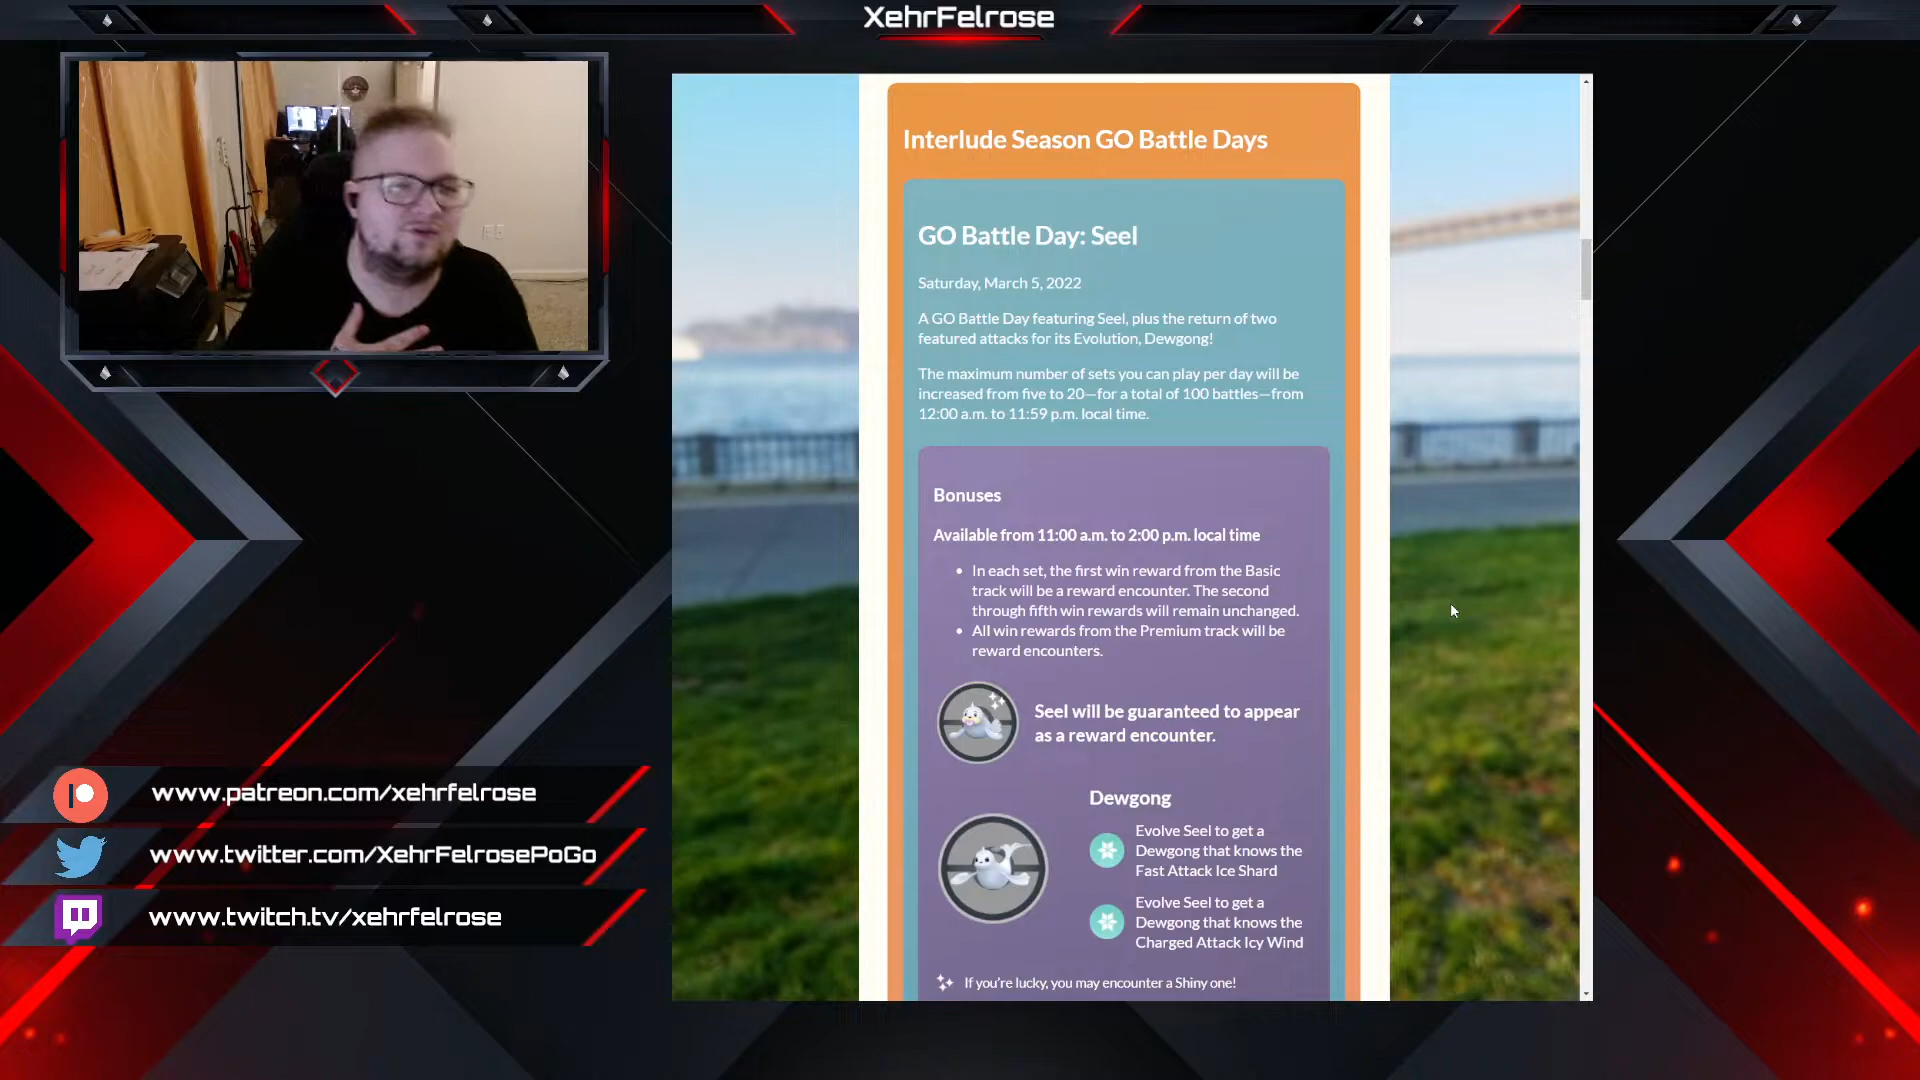 XehrFelrose
Interlude Season GO Battle Days
GO Battle Day: Seel
Saturday, March 5, 2022
A GO Battle Day featuring Seel, plus the return of two
featured attacks for its Evolution, Dewgong!
The maximum number of sets you can play per day will be
increased from five to 20—for a total of 100 battles—from
12:00 a.m. to 11:59 p.m. local time.
Bonuses
Available from 11:00 a.m. to 2:00 p.m. local time
• In each set, the first win reward from the Basic
track will be a reward encounter. The second
through fifth win rewards will remain unchanged.
• All win rewards from the Premium track will be
reward encounters.
Seel will be guaranteed to appear
as a reward encounter.
Dewgong
Evolve Seel to get a
Dewgong that knows the
Fast Attack Ice Shard
Evolve Seel to get a
Dewgong that knows the
Charged Attack Icy Wind
If you're lucky, you may encounter a Shiny one!
www.patreon.com/xehrfelrose
www.twitter.com/XehrFelrosePoGo
www.twitch.tv/xehrfelrose